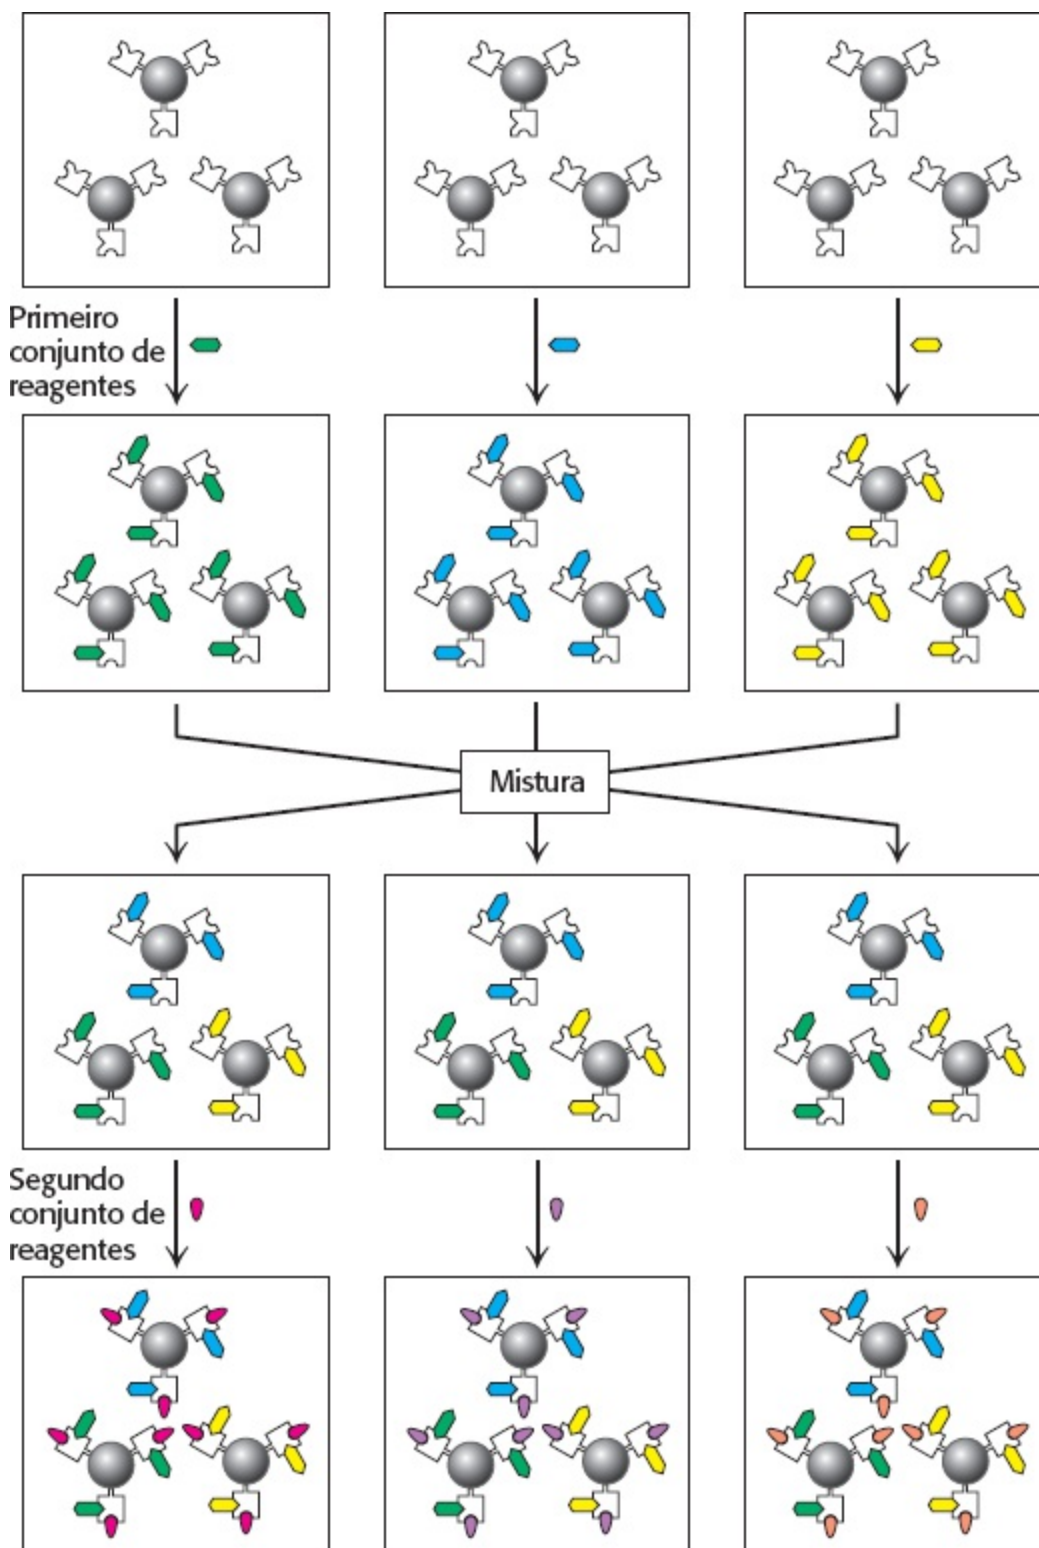 Primeiro
conjunto de
reagentes
Mistura
Segundo
conjunto de
reagentes